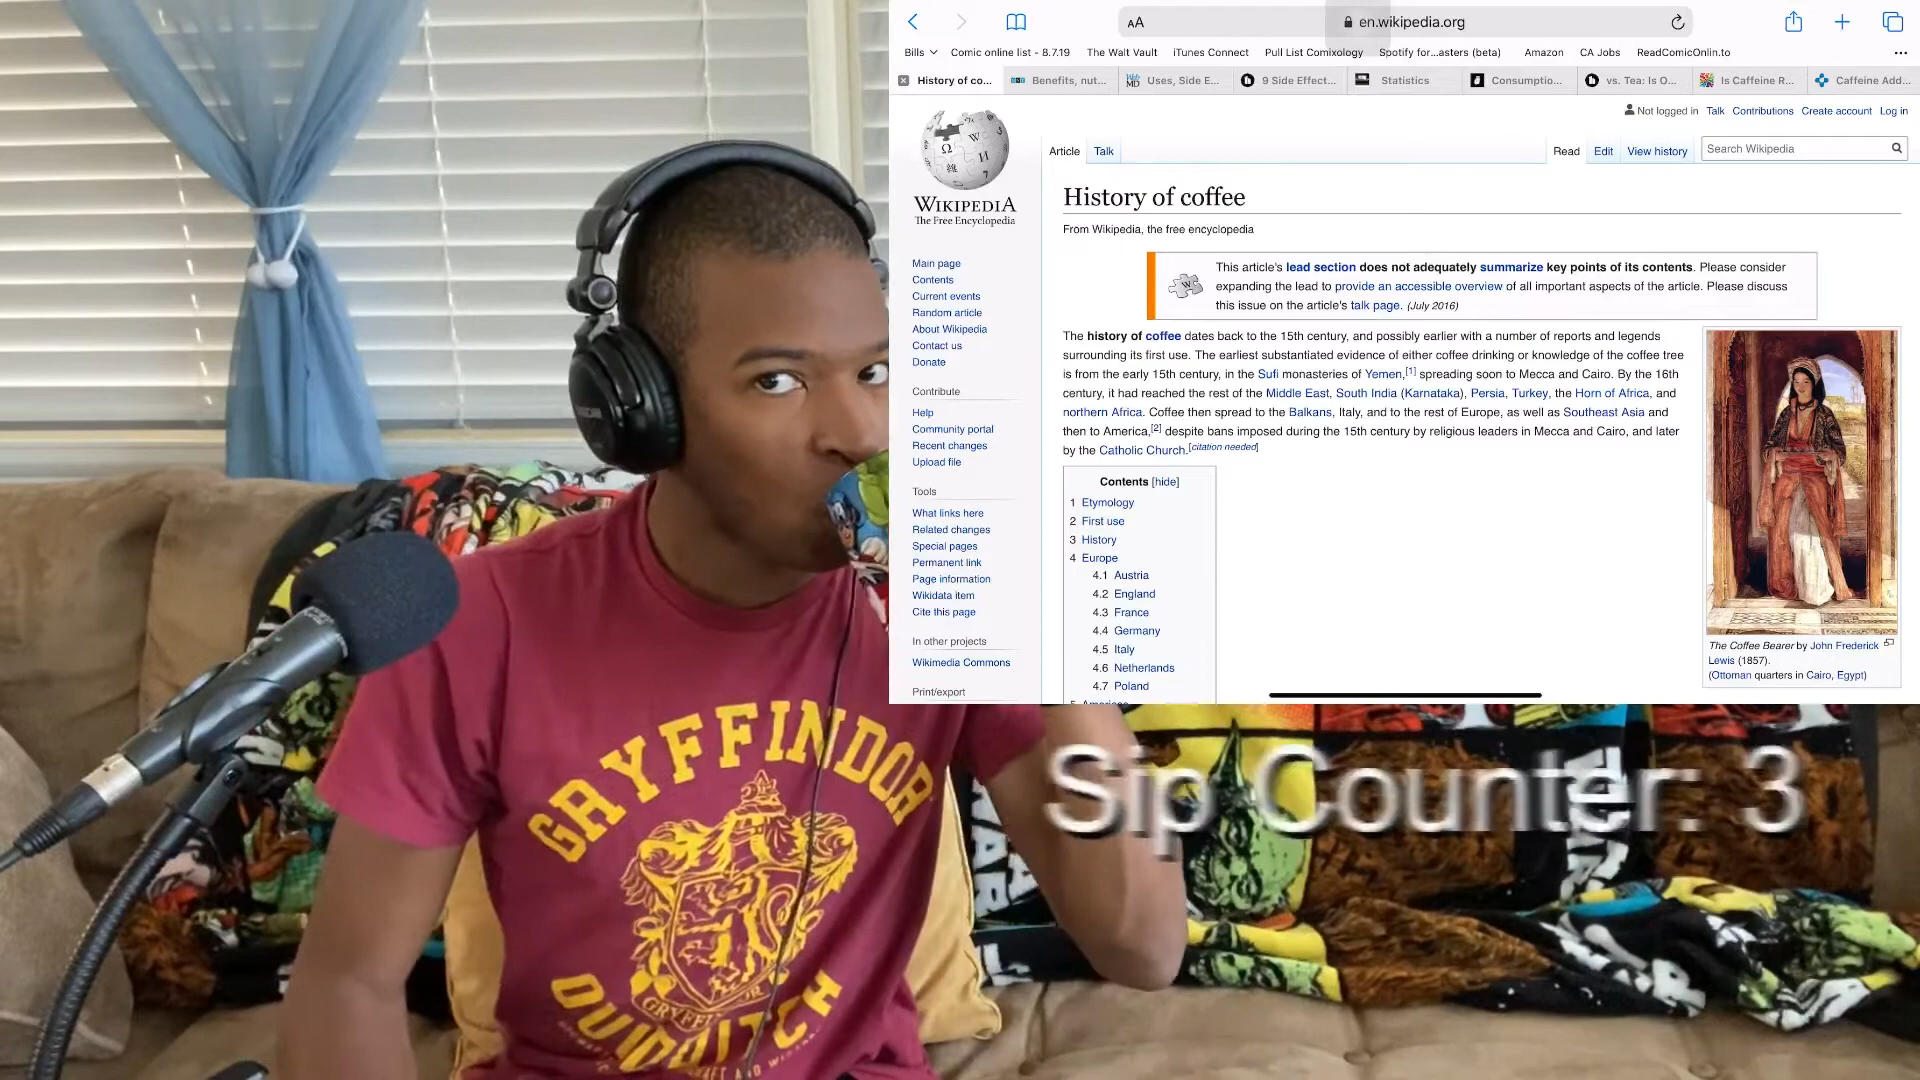 AA
en.wikipedia.org
Bills
Comic online list - 8.7.19
The Walt Vault
iTunes Connect
Pull List Comixology
Spotify for...asters (beta)
Amazon
CA Jobs
ReadComicOnlin.to
...
History of co...
Benefits, nut...
Uses, Side E...
9 Side Effect...
Statistics
Consumptio...
vs. Tea: Is O...
Is Caffeine R...
Caffeine Add...
Not logged in Talk Contributions Create account Log in
Article Talk
Read Edit View history
Search Wikipedia
WIKIPEDIA
The Free Encyclopedia
Main page
Contents
Current events
Random article
About Wikipedia
Contact us
Donate
Contribute
Help
Community portal
Recent changes
Upload file
Tools
What links here
Related changes
Special pages
Permanent link
Page information
Wikidata item
Cite this page
In other projects
Wikimedia Commons
Print/export
History of coffee
From Wikipedia, the free encyclopedia
This article's lead section does not adequately summarize key points of its contents. Please consider
expanding the lead to provide an accessible overview of all important aspects of the article. Please discuss
this issue on the article's talk page. (July 2016)
The history of coffee dates back to the 15th century, and possibly earlier with a number of reports and legends
surrounding its first use. The earliest substantiated evidence of either coffee drinking or knowledge of the coffee tree
is from the early 15th century, in the Sufi monasteries of Yemen,[1] spreading soon to Mecca and Cairo. By the 16th
century, it had reached the rest of the Middle East, South India (Karnataka), Persia, Turkey, the Horn of Africa, and
northern Africa. Coffee then spread to the Balkans, Italy, and to the rest of Europe, as well as Southeast Asia and
then to America,[2] despite bans imposed during the 15th century by religious leaders in Mecca and Cairo, and later
by the Catholic Church.[citation needed]
Contents [hide]
1 Etymology
2 First use
3 History
4 Europe
4.1 Austria
4.2 England
4.3 France
4.4 Germany
4.5 Italy
4.6 Netherlands
4.7 Poland
The Coffee Bearer by John Frederick
Lewis (1857).
(Ottoman quarters in Cairo, Egypt)
Sip Counter: 3
GRYFFINDOR
QUIDDITCH